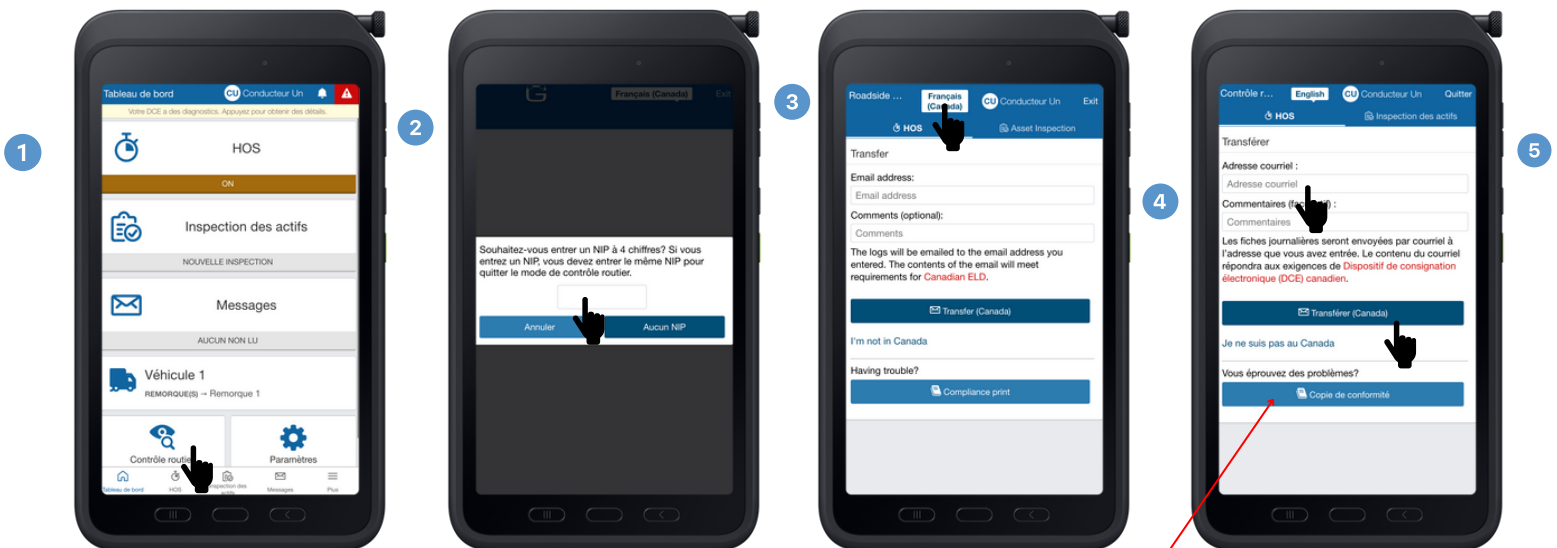 1
Tableau de bord
CU Conducteur Un
Votre DCE a des diagnostics. Appuyez pour obtenir des détails.
HOS
ON
Inspection des actifs
NOUVELLE INSPECTION
Messages
AUCUN NON LU
Véhicule 1
REMORQUE(S) → Remorque 1
Contrôle routier
Paramètres
Tableau de bord
HOS
Inspection des
actifs
Messages
Plus
2
Français (Canada)
Exit
Souhaitez-vous entrer un NIP à 4 chiffres? Si vous
entrez un NIP, vous devez entrer le même NIP pour
quitter le mode de contrôle routier.
Annuler
Aucun NIP
3
Roadside ...
Français
(Canada)
CU Conducteur Un
Exit
HOS
Asset Inspection
Transfer
Email address:
Email address
Comments (optional):
Comments
The logs will be emailed to the email address you
entered. The contents of the email will meet
requirements for Canadian ELD.
Transfer (Canada)
I'm not in Canada
Having trouble?
Compliance print
4
Contrôle r...
English
CU Conducteur Un
Quitter
HOS
Inspection des actifs
Transférer
Adresse courriel :
Adresse courriel
Commentaires (facultatif) :
Commentaires
Les fiches journalières seront envoyées par courriel à
l'adresse que vous avez entrée. Le contenu du courriel
répondra aux exigences de Dispositif de consignation
électronique (DCE) canadien.
Transférer (Canada)
Je ne suis pas au Canada
Vous éprouvez des problèmes?
Copie de conformité
5